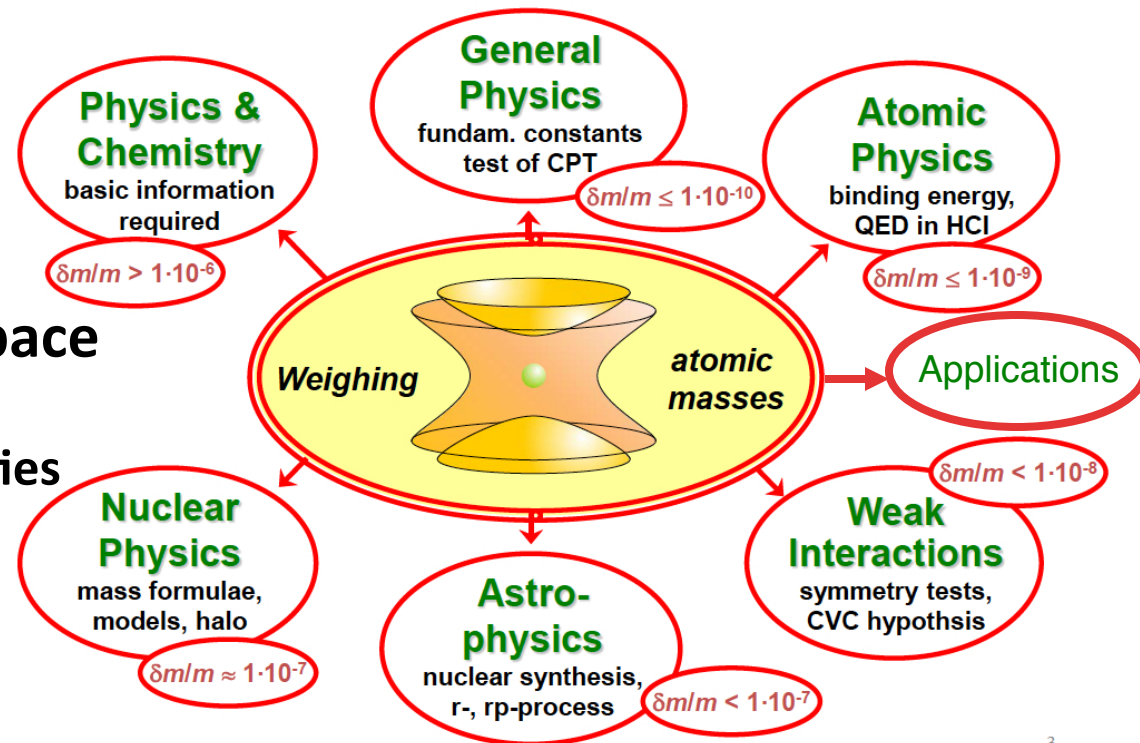 General
Physics
fundam. constants
test of CPT
δm/m ≤ 1·10⁻¹⁰
Physics &
Chemistry
basic information
required
δm/m > 1·10⁻⁶
Atomic
Physics
binding energy,
QED in HCI
δm/m ≤ 1·10⁻⁹
pace
Weighing
atomic
masses
Applications
ies
Nuclear
Physics
mass formulae,
models, halo
δm/m ≈ 1·10⁻⁷
Astro-
physics
nuclear synthesis,
r-, rp-process
δm/m < 1·10⁻⁷
δm/m < 1·10⁻⁸
Weak
Interactions
symmetry tests,
CVC hypothsis
3